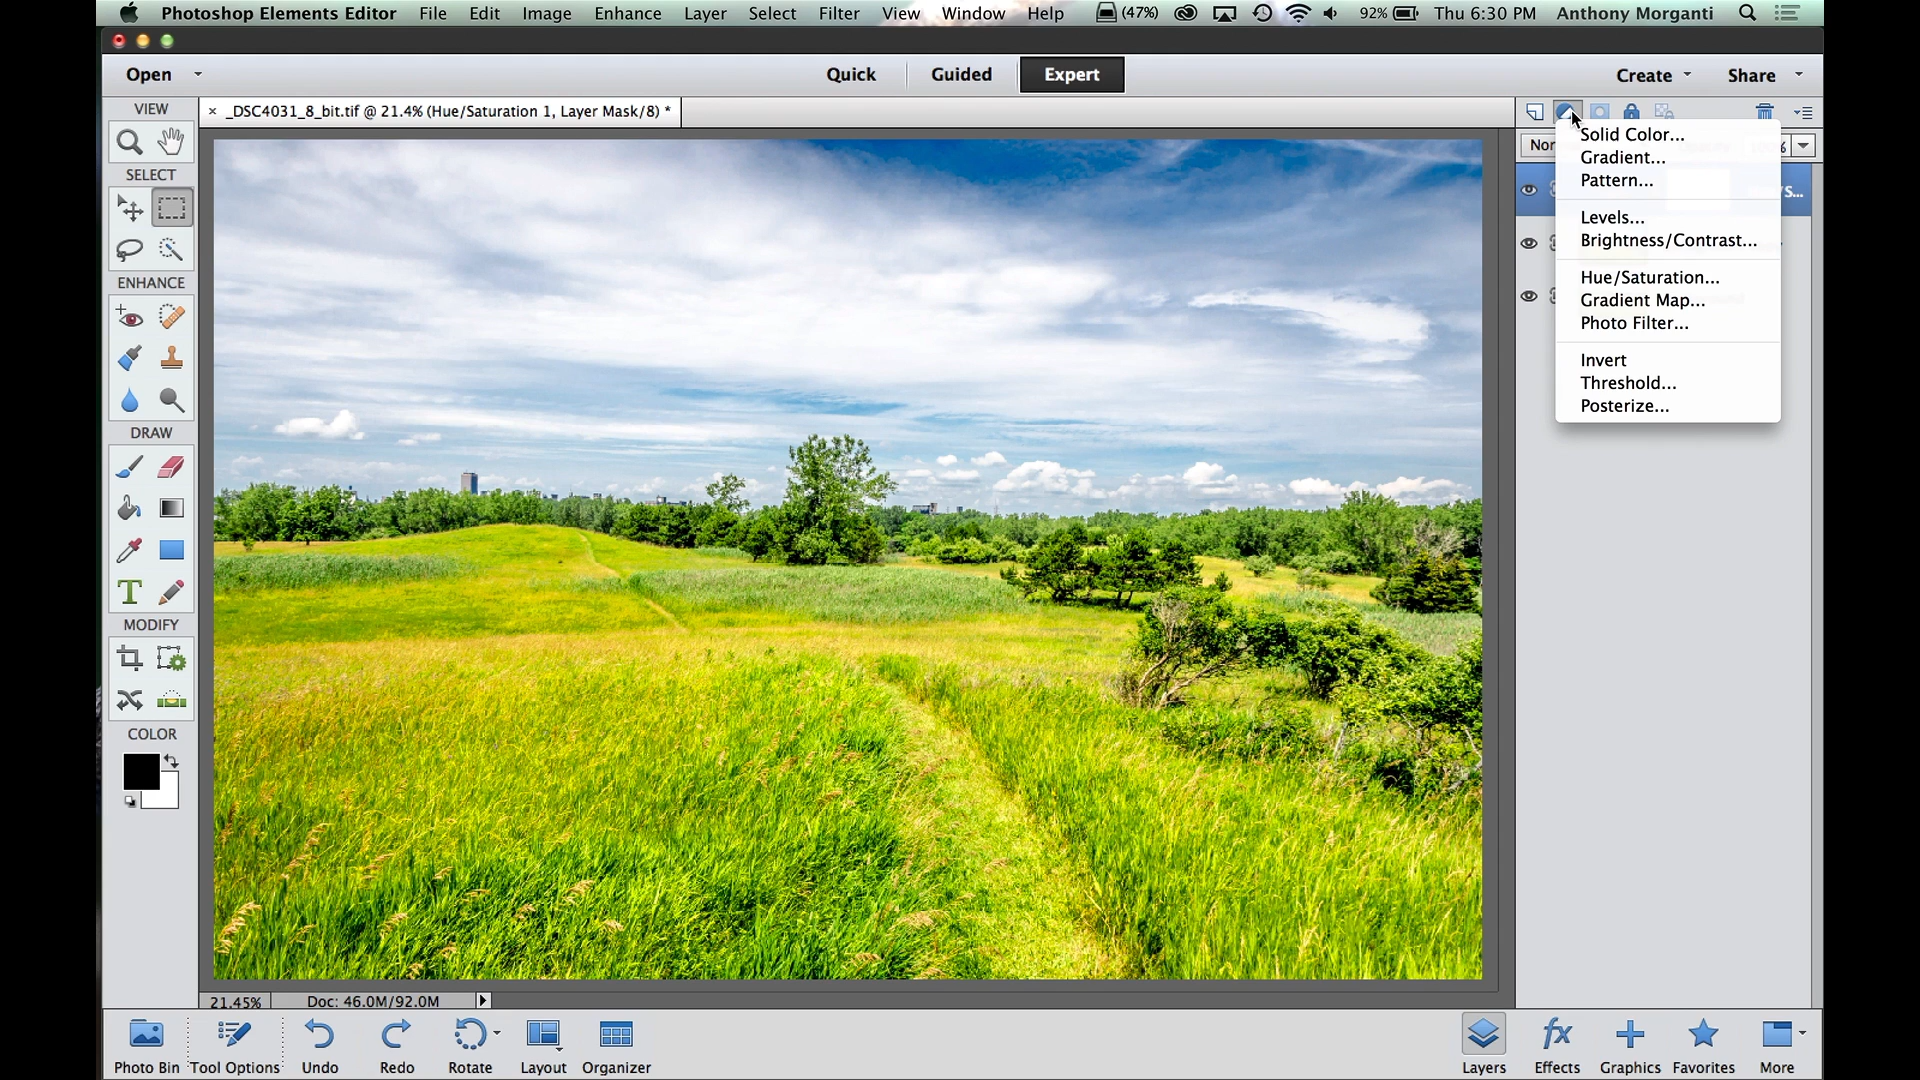 Photoshop Elements Editor File Edit Image Enhance Layer Select Filter View Window Help (47%) 92% Thu 6:30 PM Anthony Morganti
Open Quick Guided Expert Create Share
VIEW
× _DSC4031_8_bit.tif @ 21.4% (Hue/Saturation 1, Layer Mask/8) *
SELECT
ENHANCE
DRAW
T
MODIFY
COLOR
Nor %
S...
Solid Color...
Gradient...
Pattern...
Levels...
Brightness/Contrast...
Hue/Saturation...
Gradient Map...
Photo Filter...
Invert
Threshold...
Posterize...
21.45% Doc: 46.0M/92.0M
fx
Photo Bin Tool Options Undo Redo Rotate Layout Organizer Layers Effects Graphics Favorites More